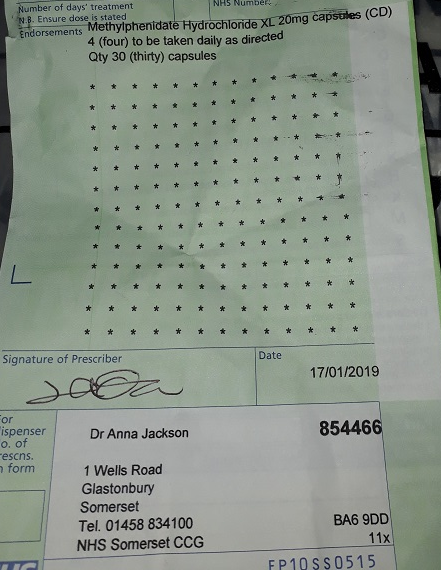 Number of days' treatment
N.B. Ensure dose is stated
NHS Number:
Endorsements
Methylphenidate Hydrochloride XL 20mg capsules (CD)
4 (four) to be taken daily as directed
Qty 30 (thirty) capsules
* * * * * * * * * * * * *
* * * * * * * * * * * * *
* * * * * * * * * * * * *
* * * * * * * * * * * * *
* * * * * * * * * * * * *
* * * * * * * * * * * * *
* * * * * * * * * * * * *
* * * * * * * * * * * * *
* * * * * * * * * * * * *
* * * * * * * * * * * * *
* * * * * * * * * * * * *
* * * * * * * * * * * * *
* * * * * * * * * * * * *
Signature of Prescriber
Date
17/01/2019
or
ispenser
o. of
rescns.
n form
Dr Anna Jackson
854466
1 Wells Road
Glastonbury
Somerset
Tel. 01458 834100
BA6 9DD
NHS Somerset CCG
11x
FP10SS0515